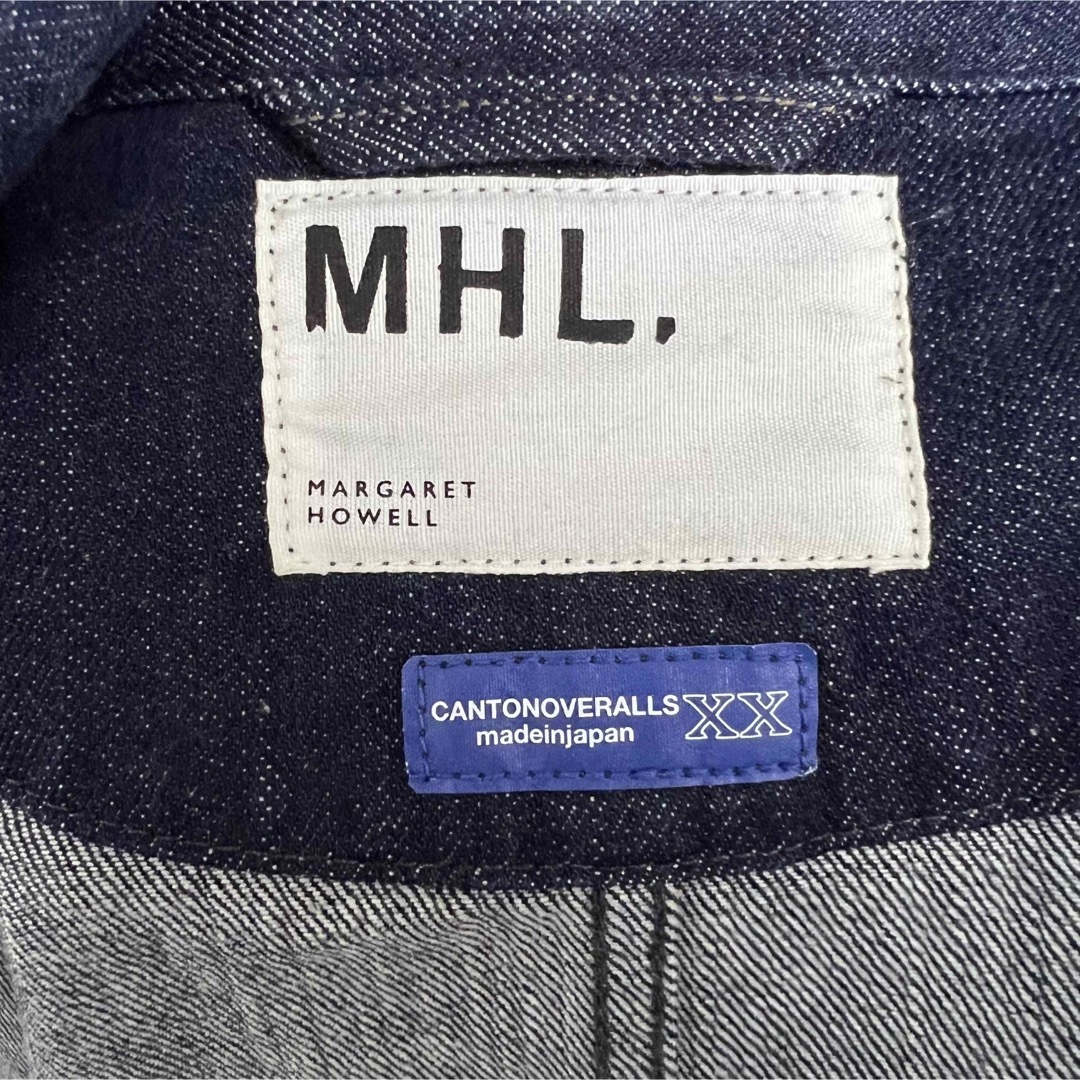 MHL.
MARGARET
HOWELL
CANTONOVERALLS XX
madeinjapan